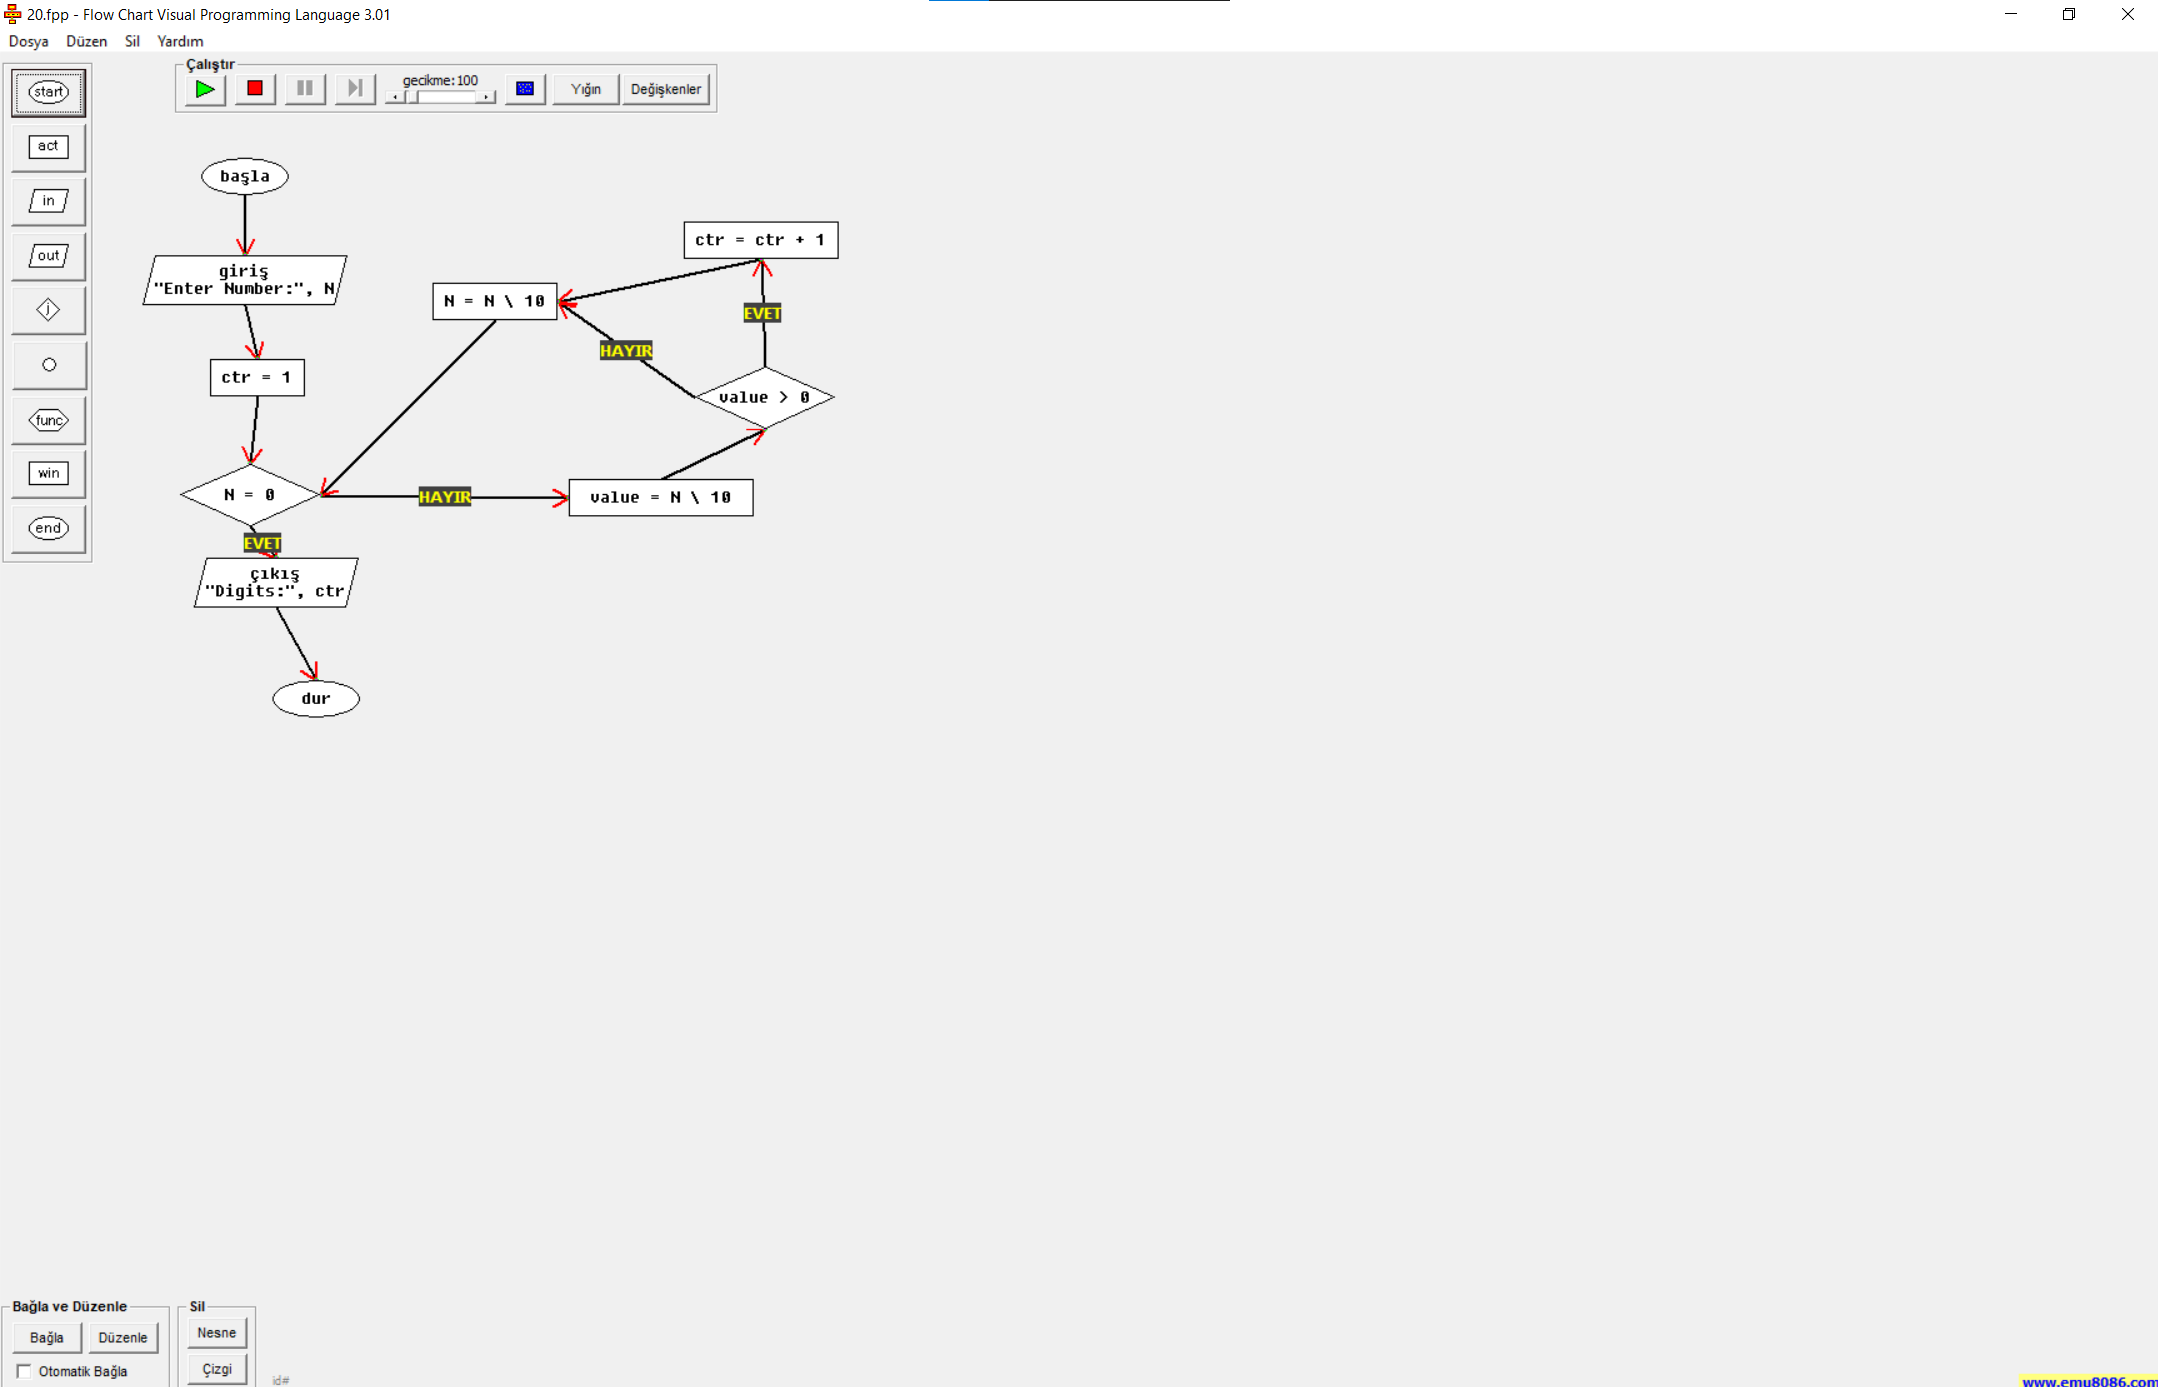 20.fpp - Flow Chart Visual Programming Language 3.01
Dosya Düzen Sil Yardım
Çalıştır
gecikme:100
Yığın
Değişkenler
start
act
in
out
j
func
win
end
başla
giriş
"Enter Number:", N
ctr = 1
N = 0
EVET
çıkış
"Digits:", ctr
dur
HAYIR
value = N \ 10
value > 0
EVET
ctr = ctr + 1
HAYIR
N = N \ 10
Bağla ve Düzenle
Bağla
Düzenle
Otomatik Bağla
Sil
Nesne
Çizgi
id#
www.emu8086.com